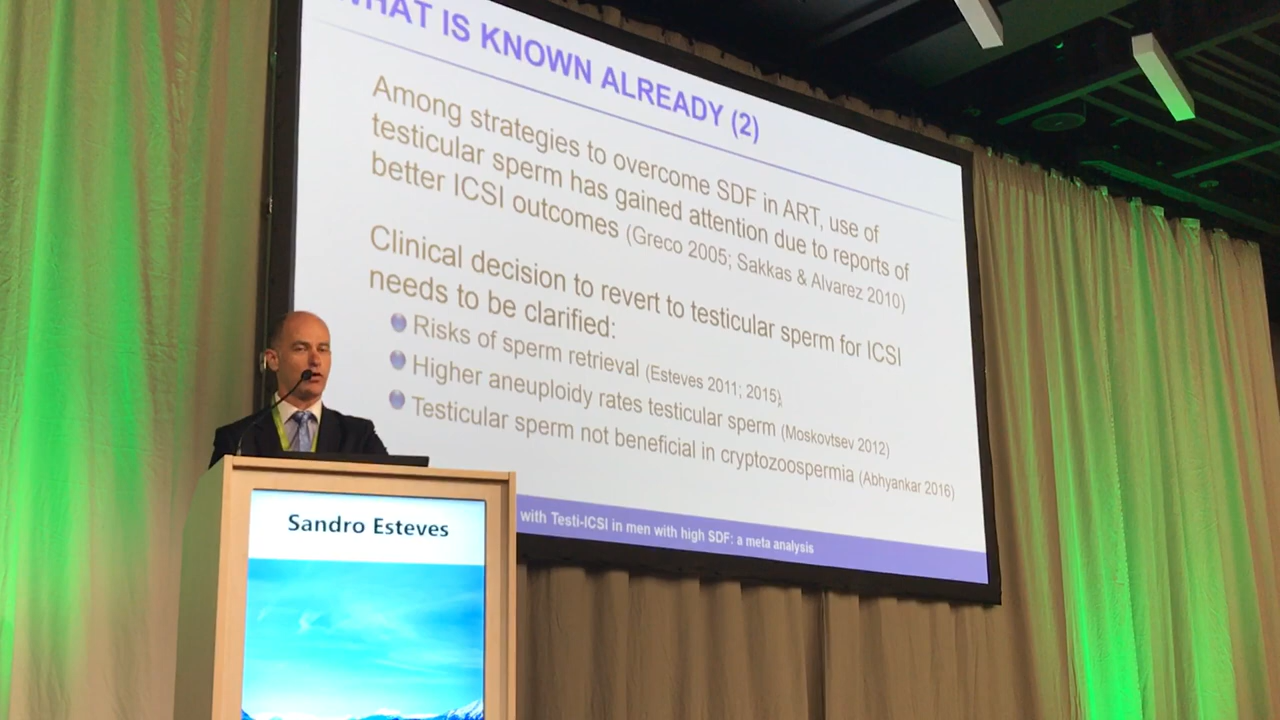 WHAT IS KNOWN ALREADY (2)
Among strategies to overcome SDF in ART, use of
testicular sperm has gained attention due to reports of
better ICSI outcomes (Greco 2005; Sakkas & Alvarez 2010)
Clinical decision to revert to testicular sperm for ICSI
needs to be clarified:
Risks of sperm retrieval (Esteves 2011; 2015);
Higher aneuploidy rates testicular sperm (Moskovtsev 2012)
Testicular sperm not beneficial in cryptozoospermia (Abhyankar 2016)
with Testi-ICSI in men with high SDF: a meta analysis
Sandro Esteves